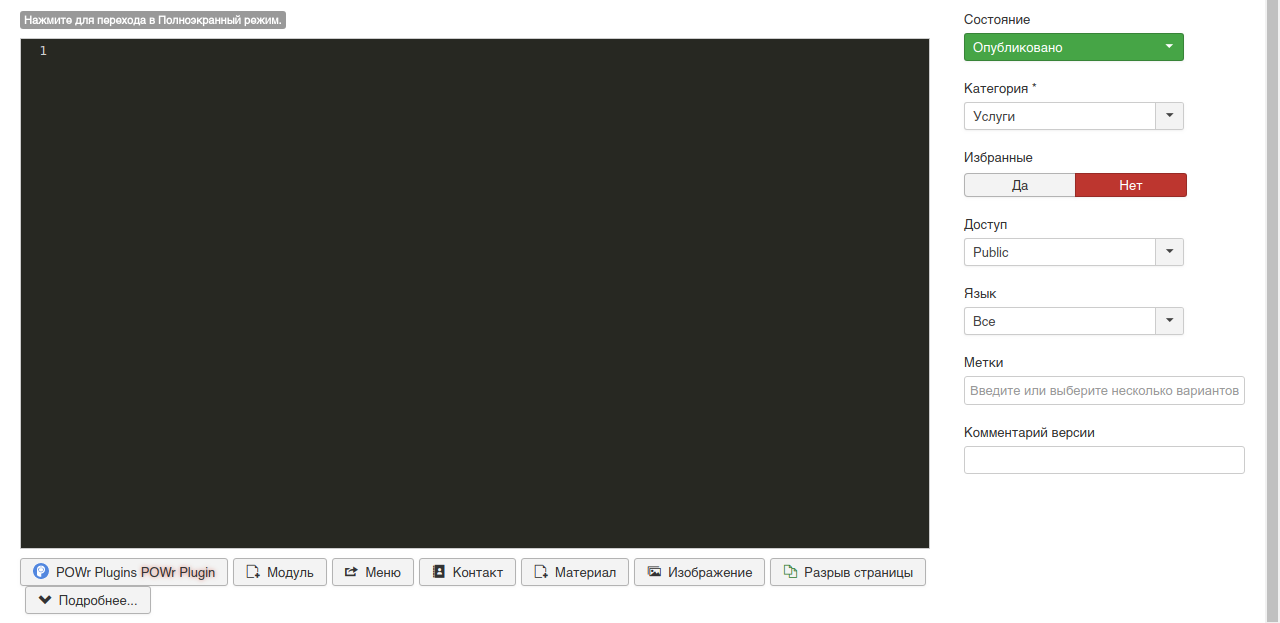 Нажмите для перехода в Полноэкранный режим.
1
POWr Plugins POWr Plugin
Модуль
Меню
Контакт
Материал
Изображение
Разрыв страницы
Подробнее...
Состояние
Опубликовано
Категория *
Услуги
Избранные
Да
Нет
Доступ
Public
Язык
Все
Метки
Введите или выберите несколько вариантов
Комментарий версии